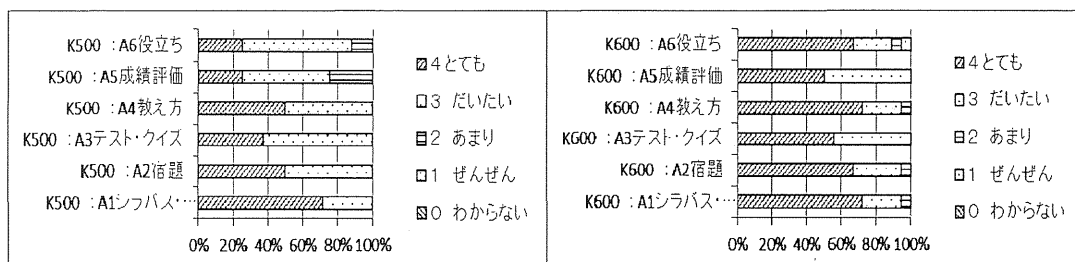 K500 :A6役立ち
K500 :A5成績評価
K500 :A4教え方
K500 :A3テスト・クイズ
K500 :A2宿題
K500 :A1シラバス・…
0% 20% 40% 60% 80% 100%
4とても
3 だいたい
2 あまり
1 ぜんぜん
0 わからない
K600 :A6役立ち
K600 :A5成績評価
K600 :A4教え方
K600 :A3テスト・クイズ
K600 :A2宿題
K600 :A1シラバス・…
0% 20% 40% 60% 80% 100%
4とても
3 だいたい
2 あまり
1 ぜんぜん
0 わからない